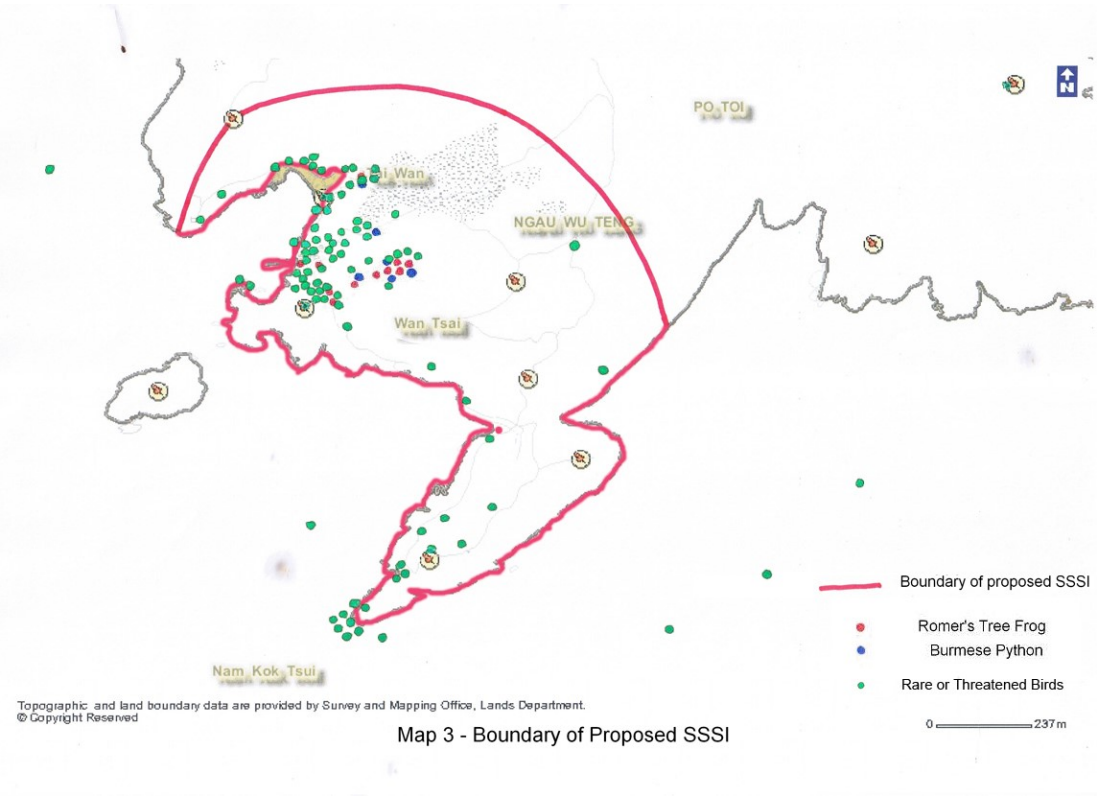 N
PO TOI
Tai Wan
NGAU WU TENG
Wan Tsai
Boundary of proposed SSSI
Romer's Tree Frog
Burmese Python
Nam Kok Tsui
Rare or Threatened Birds
Topographic and land boundary data are provided by Survey and Mapping Office, Lands Department.
© Copyright Reserved
0 237m
Map 3 - Boundary of Proposed SSSI